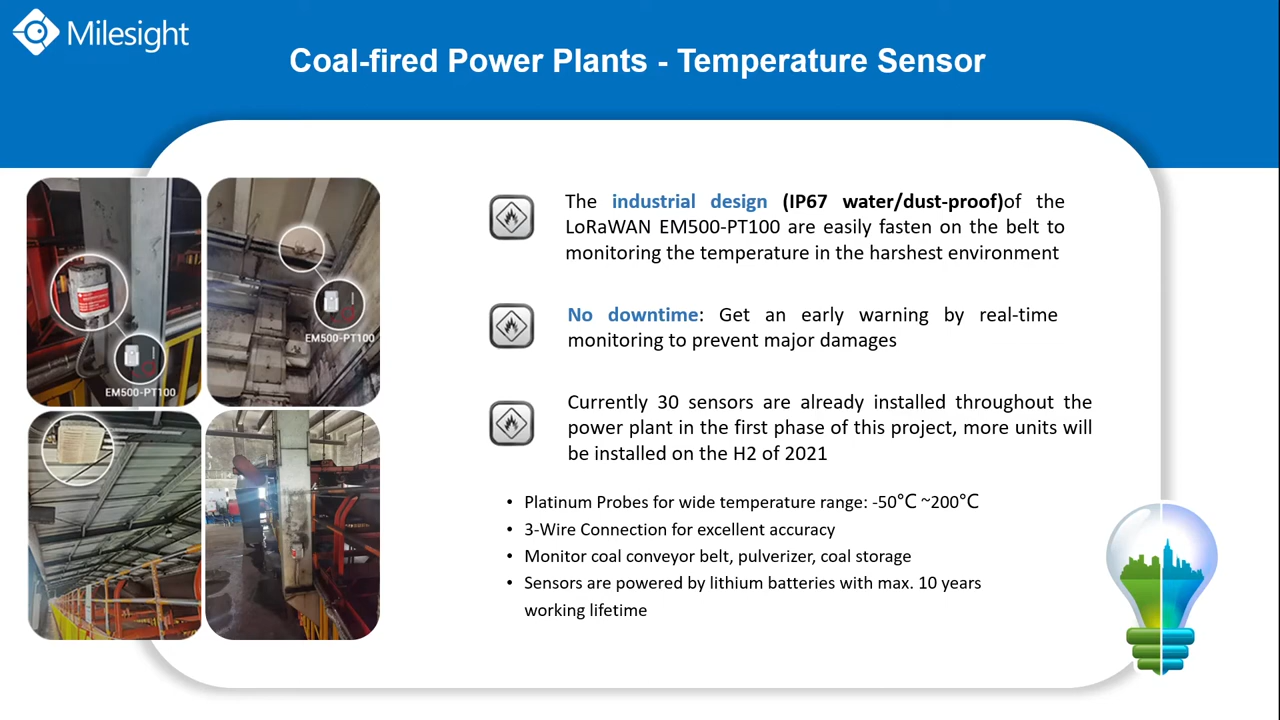 Milesight
Coal-fired Power Plants - Temperature Sensor
The industrial design (IP67 water/dust-proof)of the
LoRaWAN EM500-PT100 are easily fasten on the belt to
monitoring the temperature in the harshest environment
No downtime: Get an early warning by real-time
monitoring to prevent major damages
Currently 30 sensors are already installed throughout the
power plant in the first phase of this project, more units will
be installed on the H2 of 2021
• Platinum Probes for wide temperature range: -50℃ ~200℃
• 3-Wire Connection for excellent accuracy
• Monitor coal conveyor belt, pulverizer, coal storage
• Sensors are powered by lithium batteries with max. 10 years
working lifetime
EM500-PT100
EM500-PT100